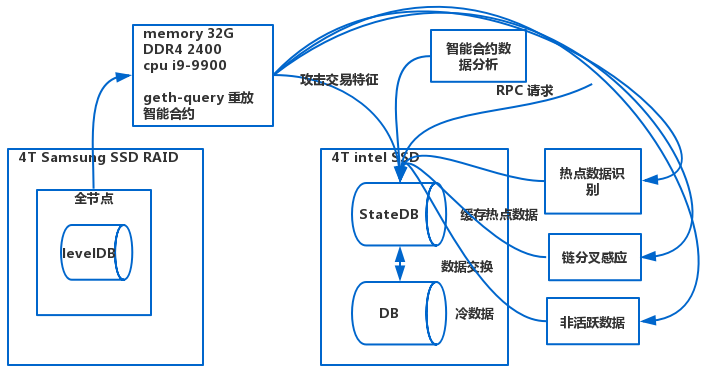 memory 32G
DDR4 2400
cpu i9-9900
geth-query 重放
智能合约
攻击交易特征
智能合约数
据分析
RPC 请求
4T Samsung SSD RAID
全节点
levelDB
4T intel SSD
StateDB
缓存热点数据
数据交换
DB
冷数据
热点数据识
别
链分叉感应
非活跃数据